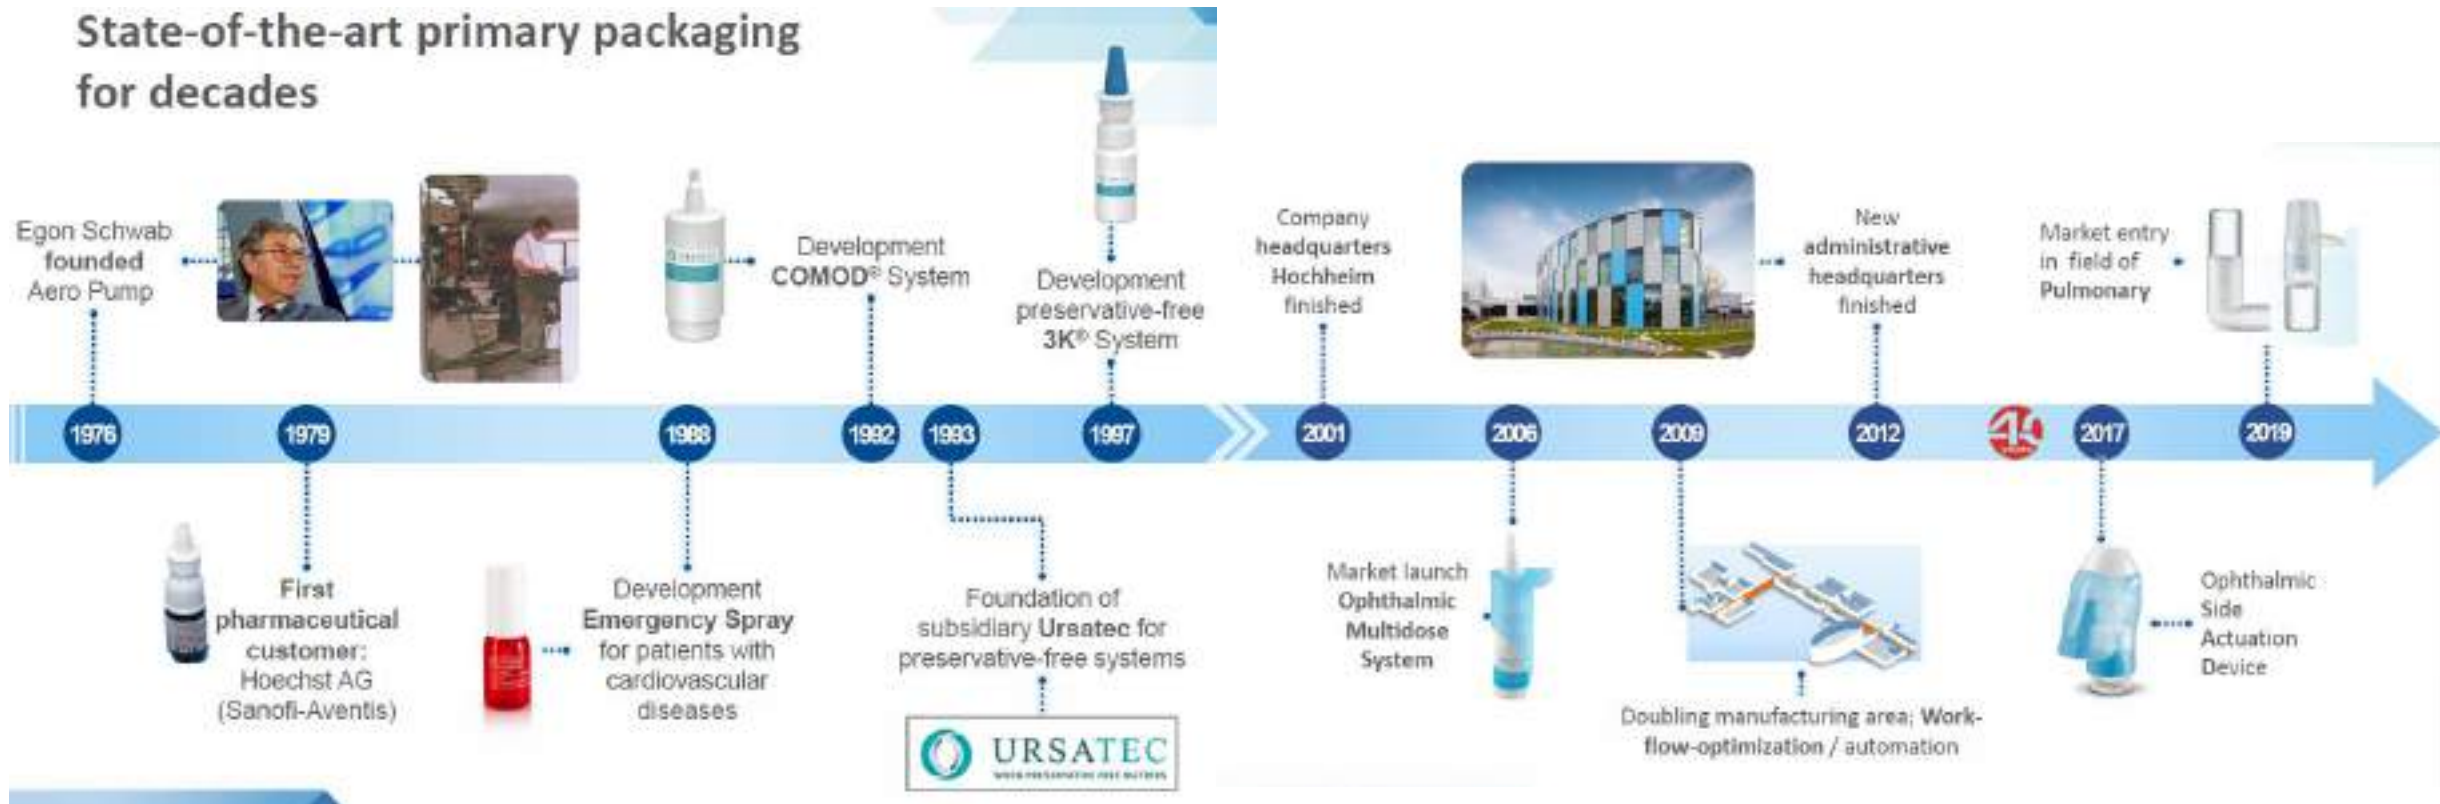 State-of-the-art primary packaging
for decades
Egon Schwab
founded
Aero Pump
Development
COMOD® System
Development
preservative-free
3K® System
Company
headquarters
Hochheim
finished
New
administrative
headquarters
finished
Market entry
in field of
Pulmonary
1976
1979
1988
1992
1993
1997
2001
2006
2009
2012
2017
2019
First
pharmaceutical
customer:
Hoechst AG
(Sanofi-Aventis)
Development
Emergency Spray
for patients with
cardiovascular
diseases
Foundation of
subsidiary Ursatec for
preservative-free systems
URSATEC
Market launch
Ophthalmic
Multidose
System
Doubling manufacturing area; Work-
flow-optimization / automation
Ophthalmic
Side
Actuation
Device